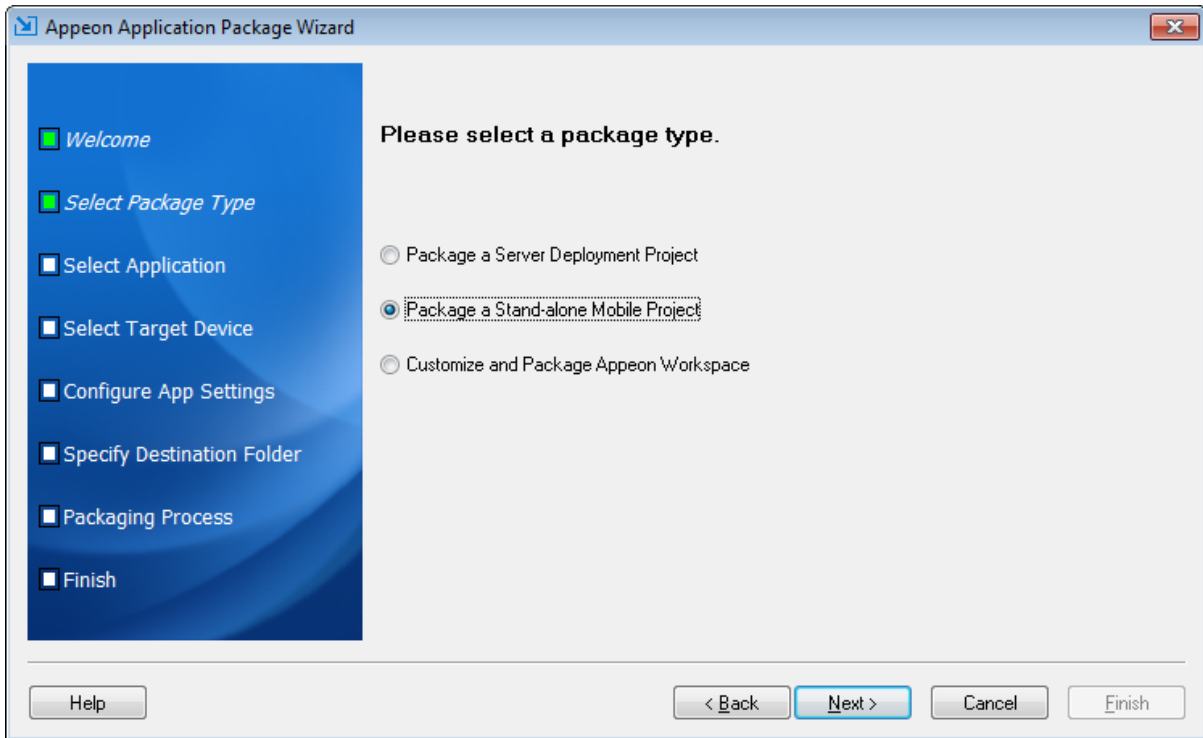 Appeon Application Package Wizard
Welcome
Select Package Type
Select Application
Select Target Device
Configure App Settings
Specify Destination Folder
Packaging Process
Finish
Please select a package type.
Package a Server Deployment Project
Package a Stand-alone Mobile Project
Customize and Package Appeon Workspace
Help
< Back
Next >
Cancel
Finish